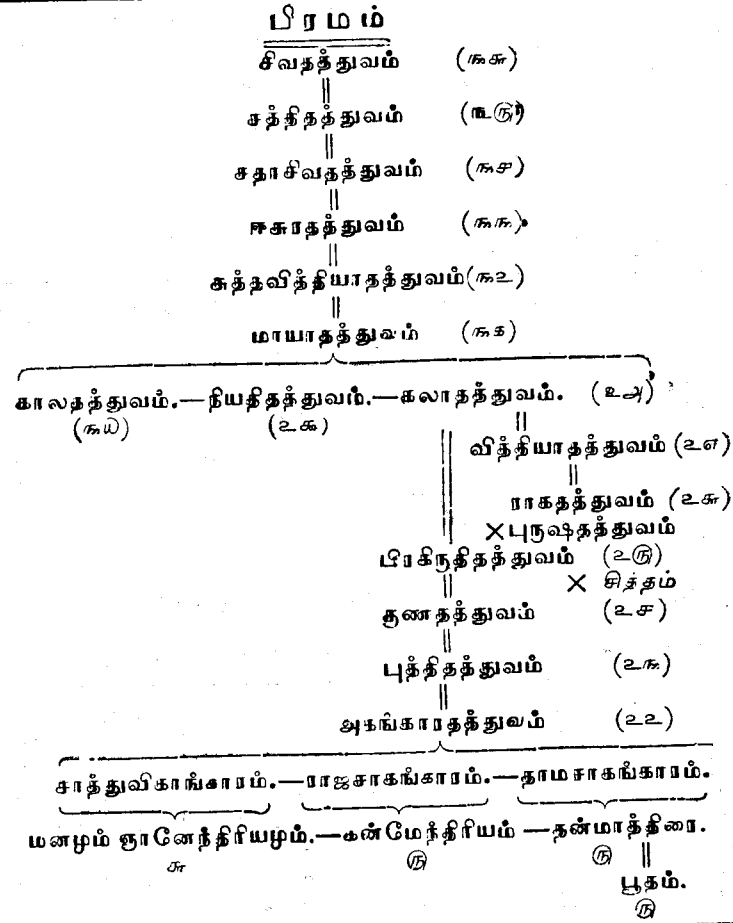 பிரமம்
சிவதத்துவம் (௩௬)
சத்திதத்துவம் (௩௫)
சதாசிவதத்துவம் (௩௪)
ஈசுரதத்துவம் (௩௩).
சுத்தவித்தியாதத்துவம் (௩௨)
மாயாதத்துவம் (௩௧)
காலதத்துவம்.—நியதிதத்துவம்.—கலாதத்துவம். (௨௮)
(௩ய) (௨௯)
வித்தியாதத்துவம் (௨௭)
ராகதத்துவம் (௨௬)
×புருஷதத்துவம்
பிரகிருதிதத்துவம் (௨௫)
× சித்தம்
குணதத்துவம் (௨௪)
புத்திதத்துவம் (௨௩)
அகங்காரதத்துவம் (௨௨)
சாத்துவிகாங்காரம்.—ராஜசாகங்காரம்.—தாமசாகங்காரம்.
மனமும் ஞானேந்திரியமும்.—கன்மேந்திரியம் —தன்மாத்திரை.
௬ ௫ ௫
பூதம்.
௫